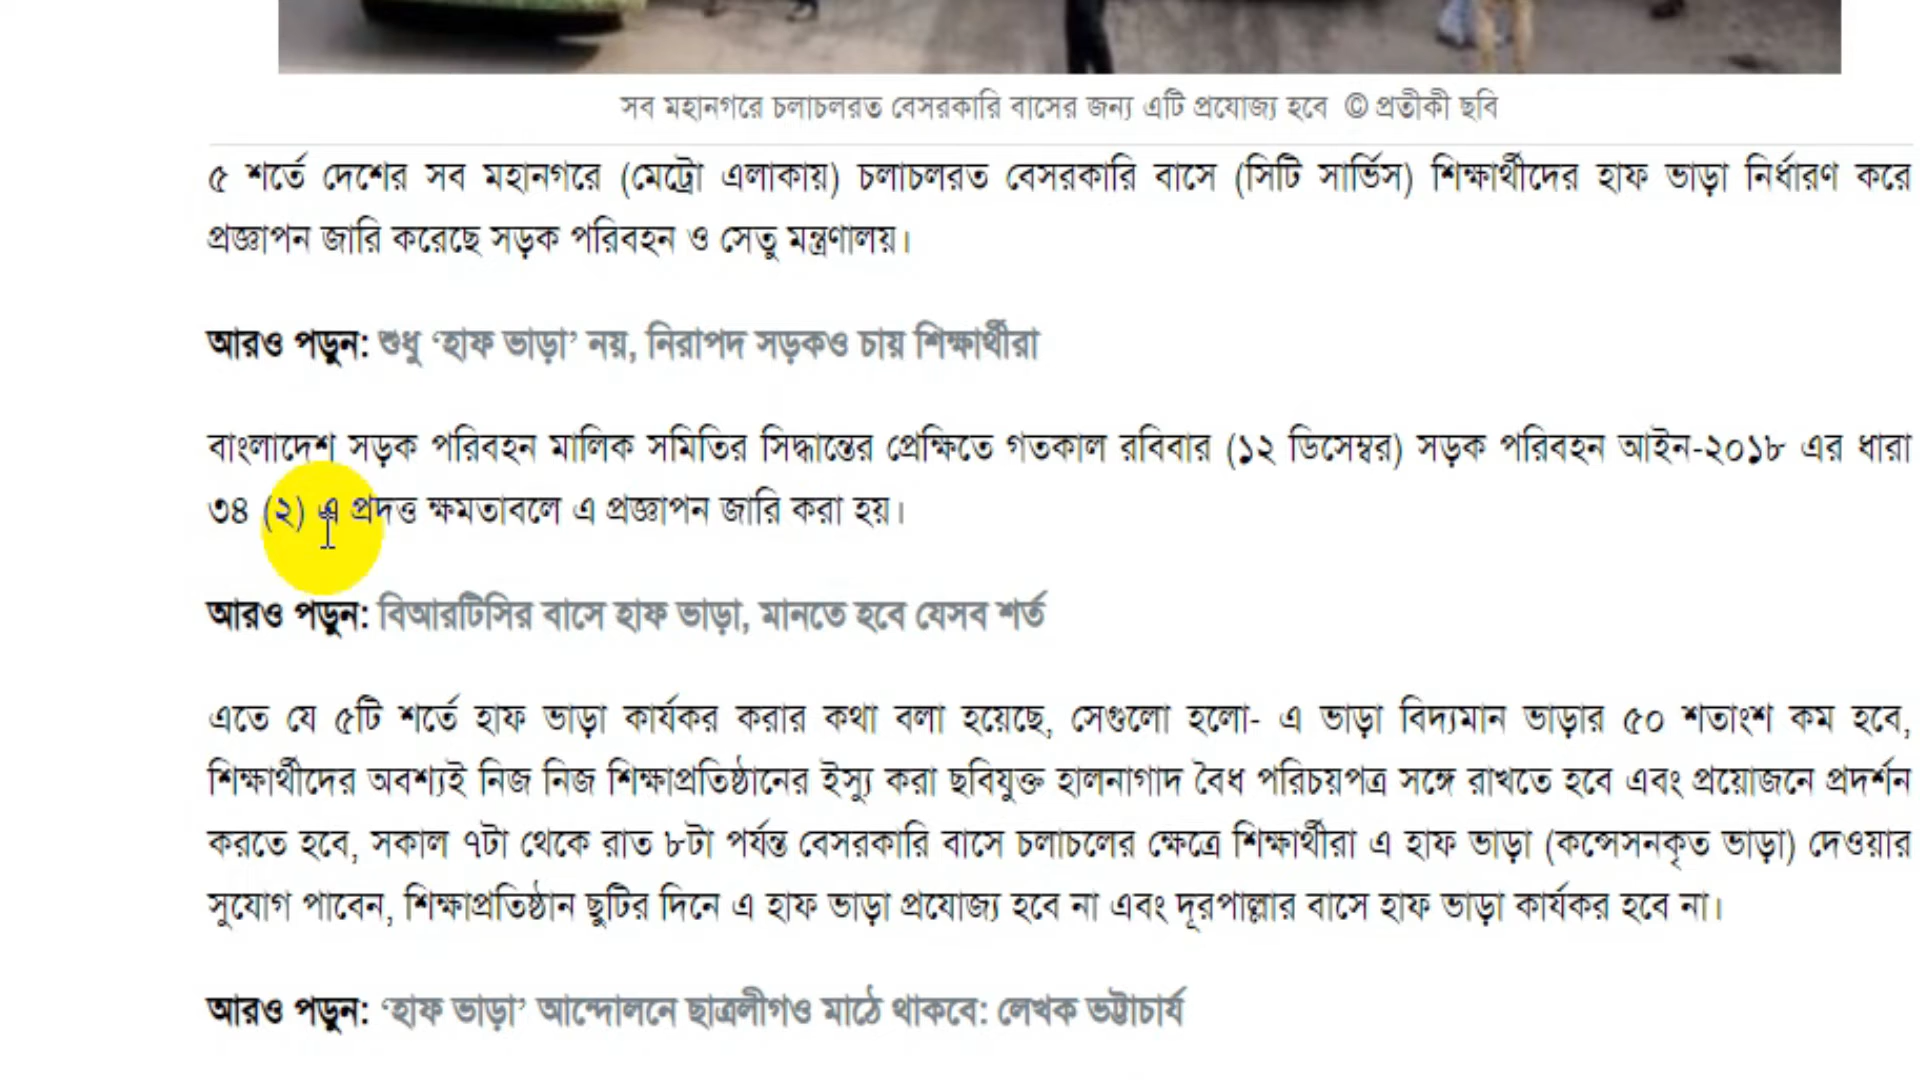 সব মহানগরে চলাচলরত বেসরকারি বাসের জন্য এটি প্রযোজ্য হবে © প্রতীকী ছবি
৫ শর্তে দেশের সব মহানগরে (মেট্রো এলাকায়) চলাচলরত বেসরকারি বাসে (সিটি সার্ভিস) শিক্ষার্থীদের হাফ ভাড়া নির্ধারণ করে
প্রজ্ঞাপন জারি করেছে সড়ক পরিবহন ও সেতু মন্ত্রণালয়।
আরও পড়ুন: শুধু ‘হাফ ভাড়া’ নয়, নিরাপদ সড়কও চায় শিক্ষার্থীরা
বাংলাদেশ সড়ক পরিবহন মালিক সমিতির সিদ্ধান্তের প্রেক্ষিতে গতকাল রবিবার (১২ ডিসেম্বর) সড়ক পরিবহন আইন-২০১৮ এর ধারা
৩৪ (২) এ প্রদত্ত ক্ষমতাবলে এ প্রজ্ঞাপন জারি করা হয়।
আরও পড়ুন: বিআরটিসির বাসে হাফ ভাড়া, মানতে হবে যেসব শর্ত
এতে যে ৫টি শর্তে হাফ ভাড়া কার্যকর করার কথা বলা হয়েছে, সেগুলো হলো- এ ভাড়া বিদ্যমান ভাড়ার ৫০ শতাংশ কম হবে,
শিক্ষার্থীদের অবশ্যই নিজ নিজ শিক্ষাপ্রতিষ্ঠানের ইস্যু করা ছবিযুক্ত হালনাগাদ বৈধ পরিচয়পত্র সঙ্গে রাখতে হবে এবং প্রয়োজনে প্রদর্শন
করতে হবে, সকাল ৭টা থেকে রাত ৮টা পর্যন্ত বেসরকারি বাসে চলাচলের ক্ষেত্রে শিক্ষার্থীরা এ হাফ ভাড়া (কন্সেসনকৃত ভাড়া) দেওয়ার
সুযোগ পাবেন, শিক্ষাপ্রতিষ্ঠান ছুটির দিনে এ হাফ ভাড়া প্রযোজ্য হবে না এবং দূরপাল্লার বাসে হাফ ভাড়া কার্যকর হবে না।
আরও পড়ুন: ‘হাফ ভাড়া’ আন্দোলনে ছাত্রলীগও মাঠে থাকবে: লেখক ভট্টাচার্য